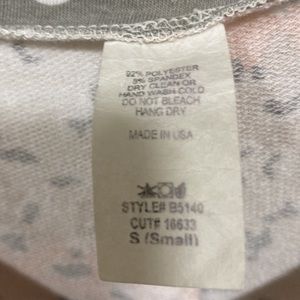 92% POLYESTER
8% SPANDEX
DRY CLEAN OR
HAND WASH COLD
DO NOT BLEACH
HANG DRY
MADE IN USA
STYLE# B5140
CUT# 16633
S (Small)